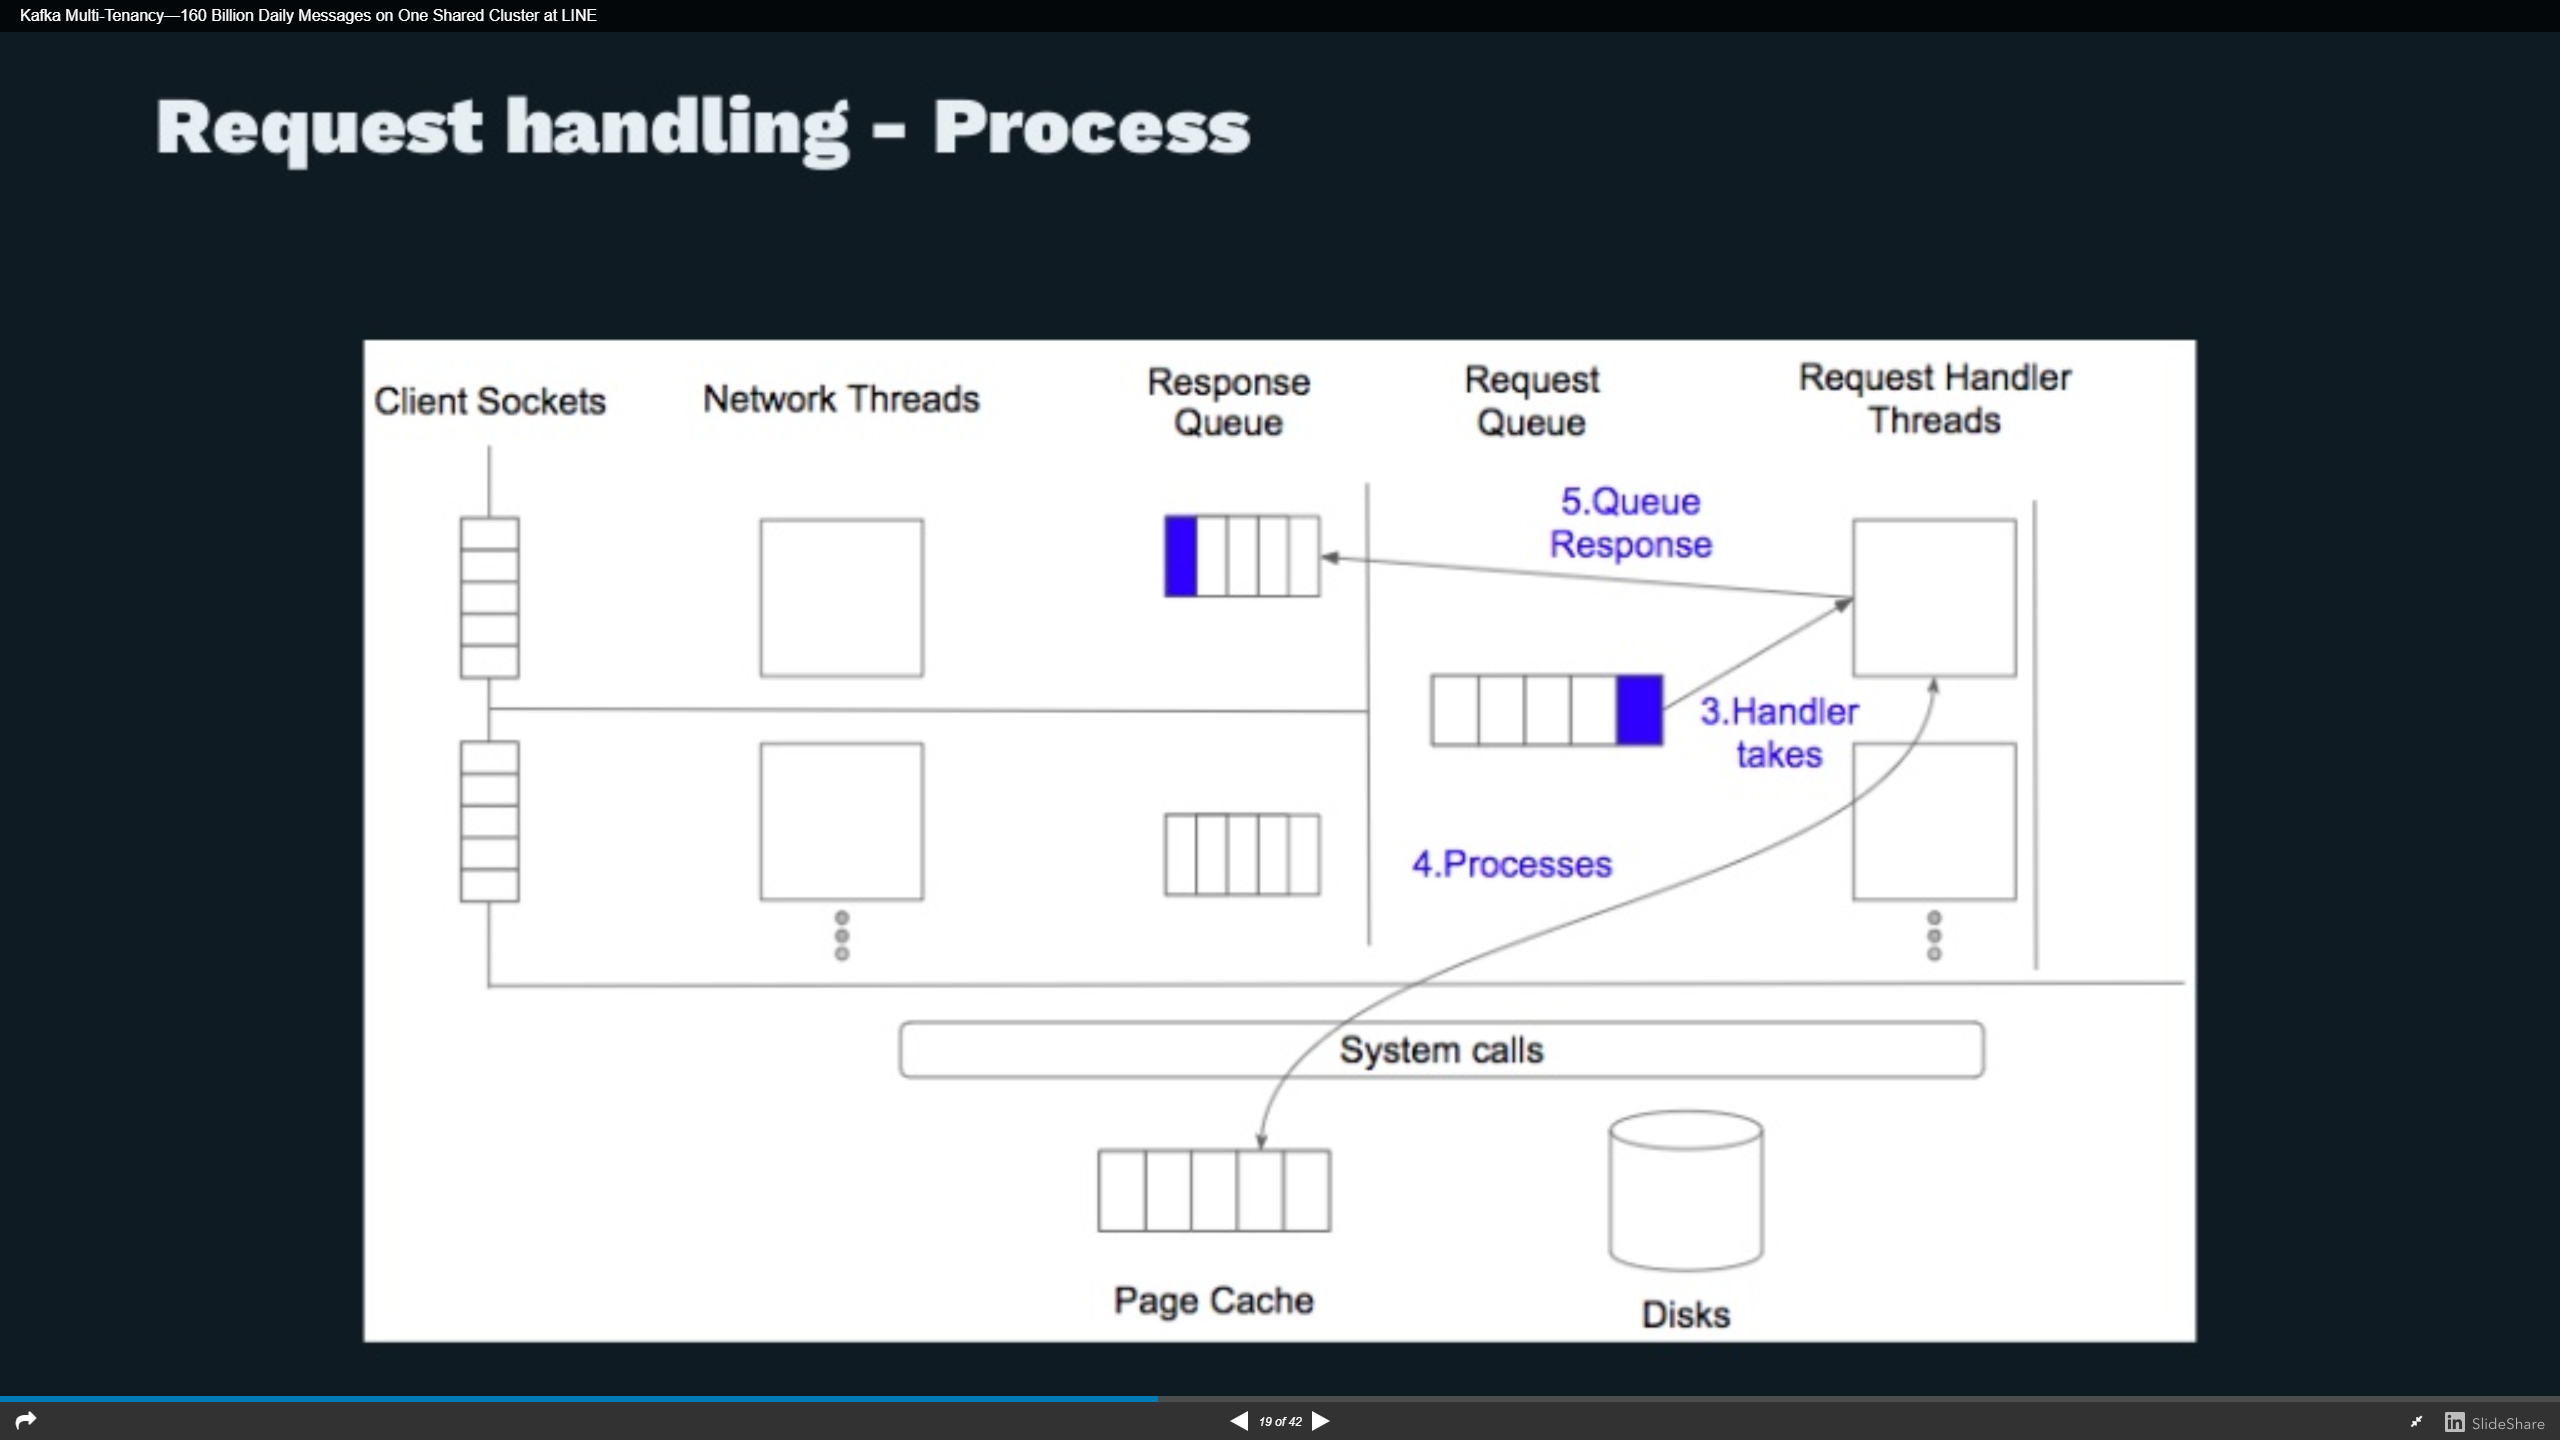 Kafka Multi-Tenancy—160 Billion Daily Messages on One Shared Cluster at LINE
Request handling - Process
Client Sockets
Network Threads
Response
Queue
Request
Queue
Request Handler
Threads
5.Queue
Response
3.Handler
takes
4.Processes
System calls
Page Cache
Disks
19 of 42
in SlideShare